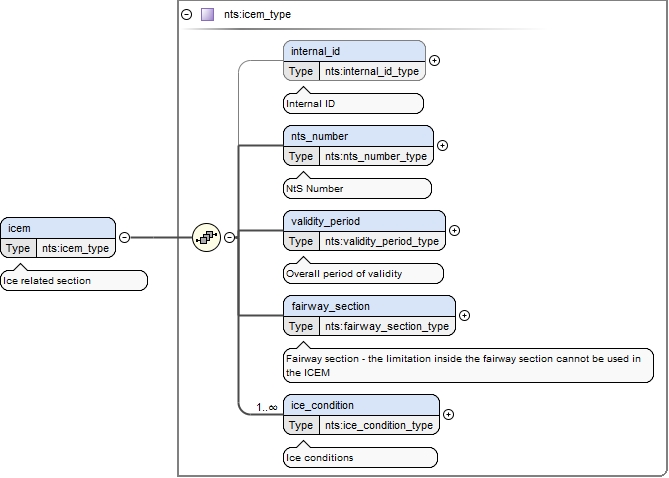 nts:icem_type
internal_id
Type nts:internal_id_type
Internal ID
nts_number
Type nts:nts_number_type
NtS Number
icem
Type nts:icem_type
Ice related section
validity_period
Type nts:validity_period_type
Overall period of validity
fairway_section
Type nts:fairway_section_type
Fairway section - the limitation inside the fairway section cannot be used in
the ICEM
1..∞
ice_condition
Type nts:ice_condition_type
Ice conditions